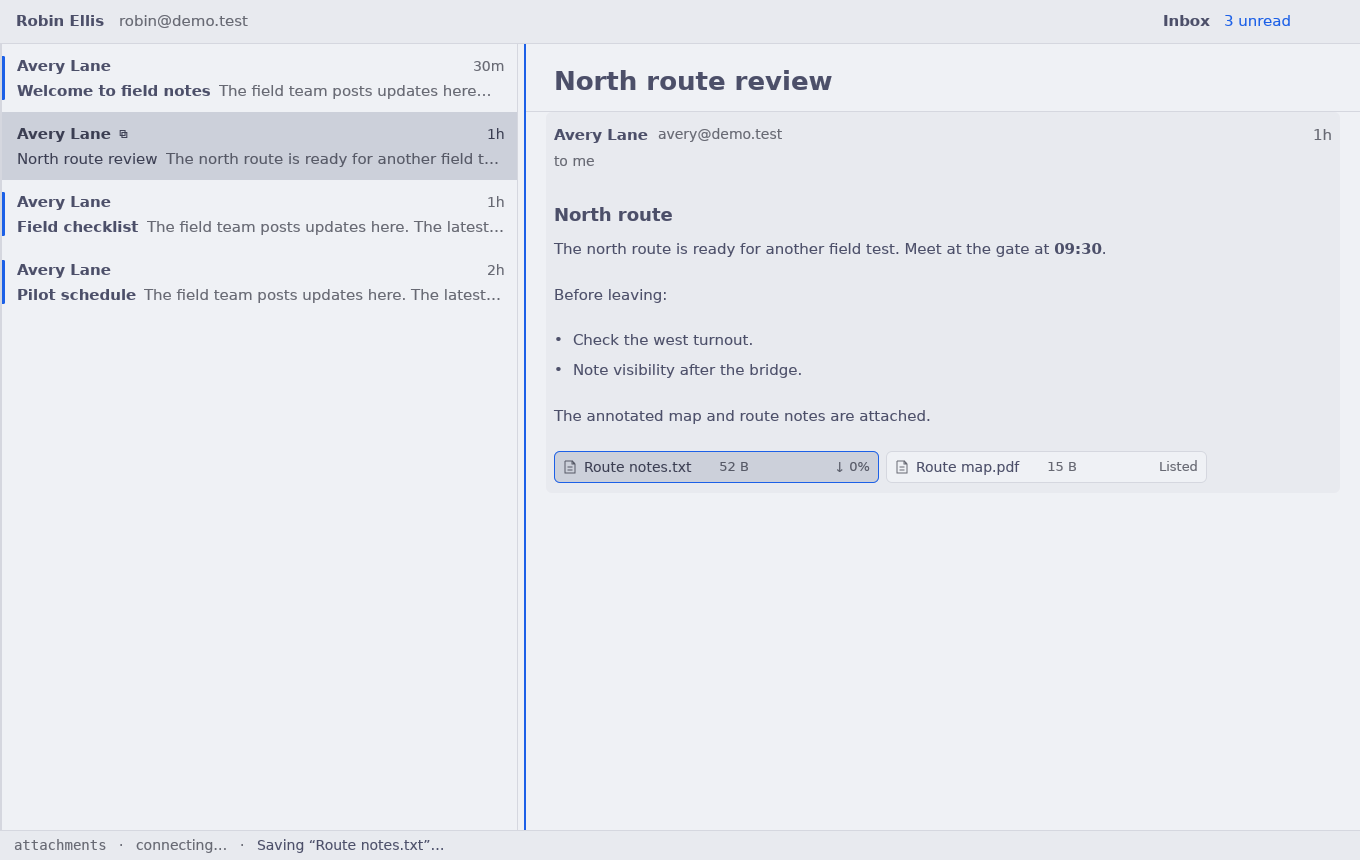 Robin Ellis robin@demo.test Inbox 3 unread
Avery Lane 30m
Welcome to field notes The field team posts updates here…
Avery Lane 1h
North route review The north route is ready for another field t…
Avery Lane 1h
Field checklist The field team posts updates here. The latest…
Avery Lane 2h
Pilot schedule The field team posts updates here. The latest…
North route review
Avery Lane avery@demo.test 1h
to me
North route
The north route is ready for another field test. Meet at the gate at 09:30.
Before leaving:
• Check the west turnout.
• Note visibility after the bridge.
The annotated map and route notes are attached.
Route notes.txt 52 B ↓ 0% Route map.pdf 15 B Listed
attachments · connecting… · Saving “Route notes.txt”…